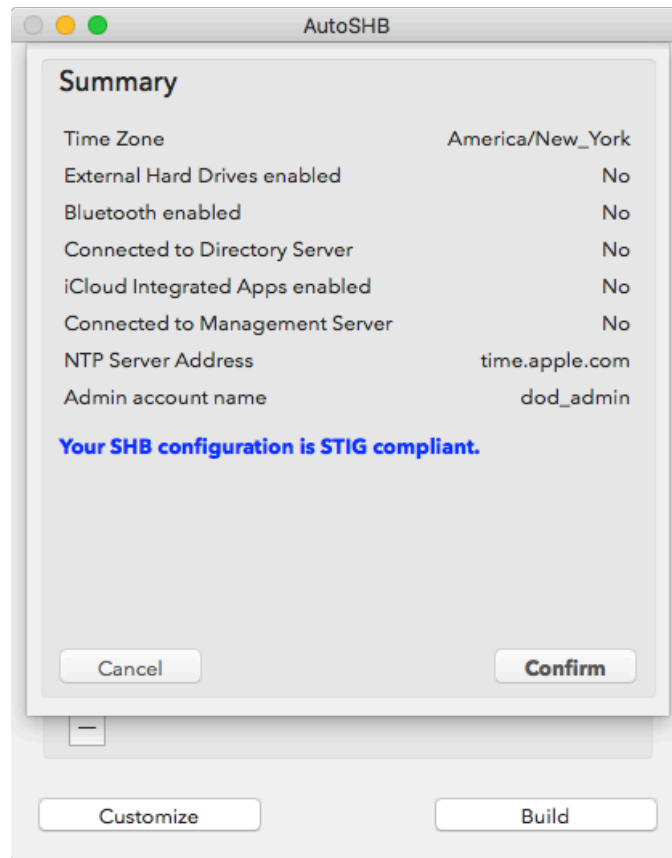 AutoSHB
Summary
Time Zone America/New_York
External Hard Drives enabled No
Bluetooth enabled No
Connected to Directory Server No
iCloud Integrated Apps enabled No
Connected to Management Server No
NTP Server Address time.apple.com
Admin account name dod_admin
Your SHB configuration is STIG compliant.
Cancel Confirm
Customize Build